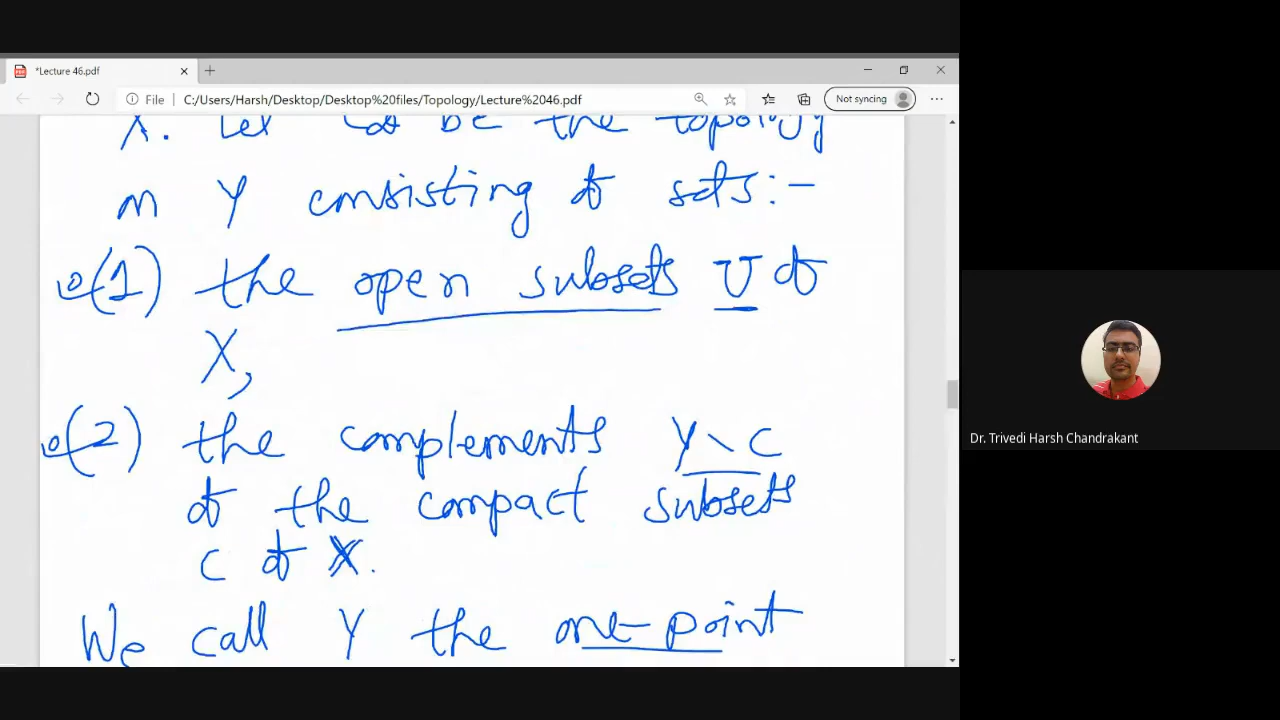 *Lecture 46.pdf
File
C:/Users/Harsh/Desktop/Desktop%20files/Topology/Lecture%2046.pdf
Not syncing
X. Let be the topology
on Y consisting of sets:-
(1) the open subsets U of
X,
(2) the complements Y \ C
of the compact subsets
C of X.
We call Y the one-point
Dr. Trivedi Harsh Chandrakant